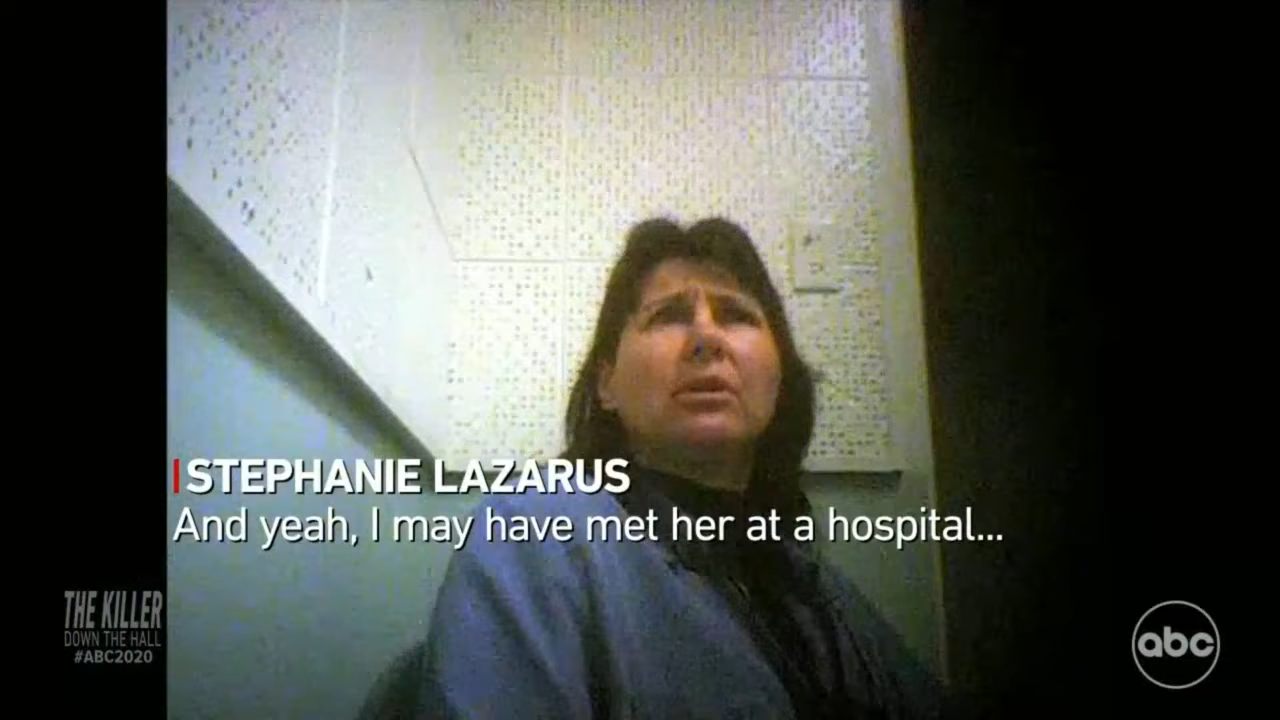 STEPHANIE LAZARUS
And yeah, I may have met her at a hospital...
THE KILLER
DOWN THE HALL
#ABC2020
abc